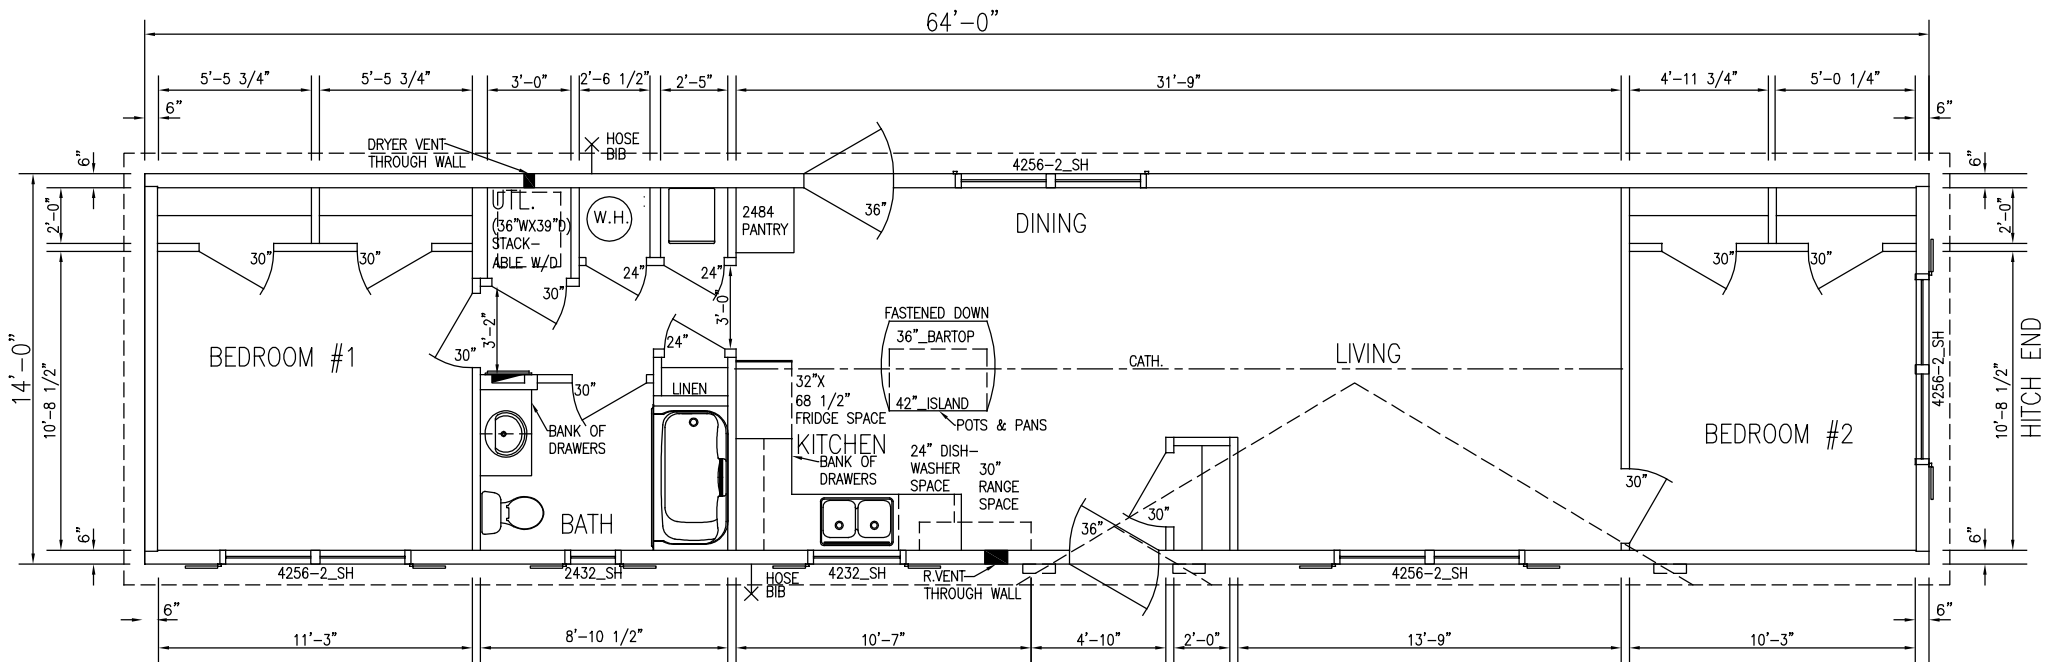 64'-0"
5'-5 3/4"
5'-5 3/4"
3'-0"
2'-6 1/2"
2'-5"
31'-9"
4'-11 3/4"
5'-0 1/4"
6"
6"
DRYER VENT
THROUGH WALL
HOSE
BIB
4256-2_SH
6"
6"
2'-0"
2'-0"
UTL.
(36"WX39"D)
STACK-
ABLE W/D
W.H.
2484
PANTRY
36"
DINING
30"
30"
30"
24"
24"
30"
30"
3'-2"
3'-0"
24"
30"
FASTENED DOWN
36"_BARTOP
42"_ISLAND
POTS & PANS
CATH.
LIVING
14'-0"
10'-8 1/2"
BEDROOM #1
30"
LINEN
32"X
68 1/2"
FRIDGE SPACE
KITCHEN
BANK OF
DRAWERS
BANK OF
DRAWERS
24" DISH-
WASHER
SPACE
30"
RANGE
SPACE
BEDROOM #2
4256-2_SH
10'-8 1/2"
HITCH END
30"
BATH
36"
30"
6"
6"
4256-2_SH
2432_SH
HOSE
BIB
4232_SH
R.VENT
THROUGH WALL
4256-2_SH
6"
6"
11'-3"
8'-10 1/2"
10'-7"
4'-10"
2'-0"
13'-9"
10'-3"